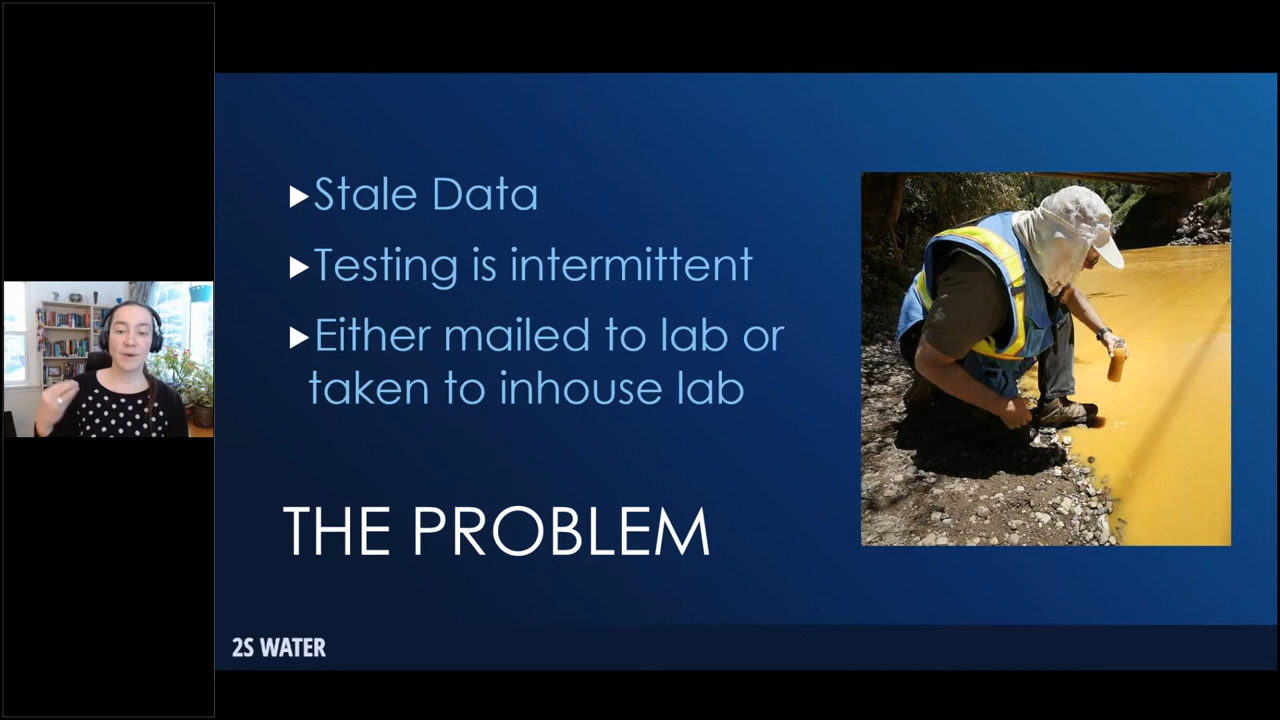 Stale Data
Testing is intermittent
Either mailed to lab or
taken to inhouse lab
THE PROBLEM
2S WATER